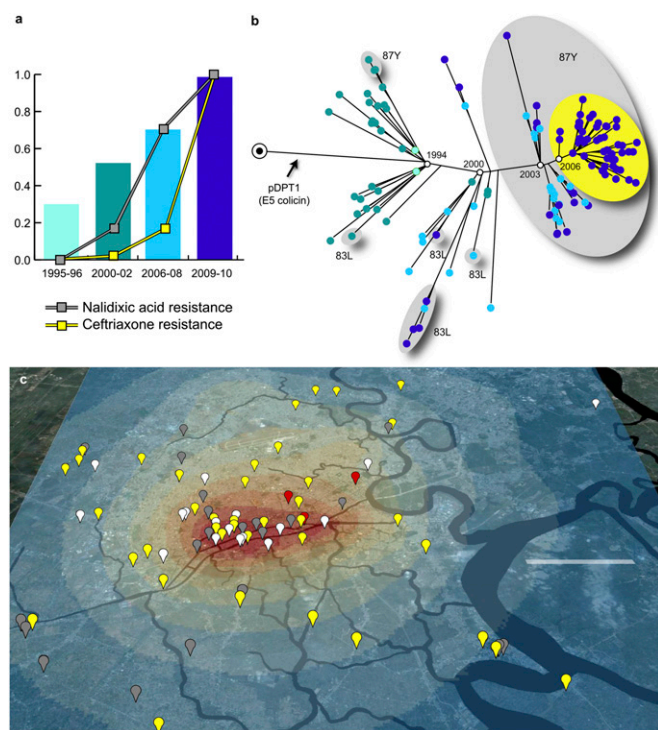 a
1.0
0.8
0.6
0.4
0.2
0.0
1995-96 2000-02 2006-08 2009-10
Nalidixic acid resistance
Ceftriaxone resistance
b
87Y
87Y
1994
2000
2003
2006
pDPT1
(E5 colicin)
83L
83L
83L
83L
c